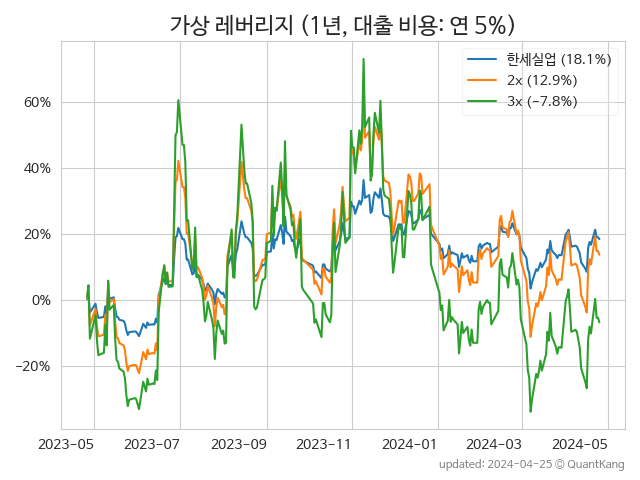 가상 레버리지 (1년, 대출 비용: 연 5%)
한세실업 (18.1%)
2x (12.9%)
3x (−7.8%)
60%
40%
20%
0%
−20%
2023-05 2023-07 2023-09 2023-11 2024-01 2024-03 2024-05
updated: 2024-04-25 © QuantKang